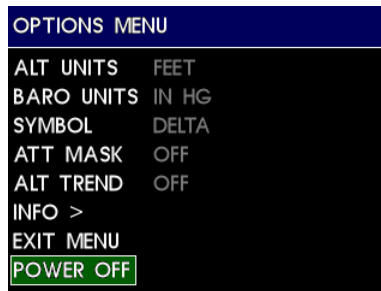 OPTIONS MENU
ALT UNITS FEET
BARO UNITS IN HG
SYMBOL DELTA
ATT MASK OFF
ALT TREND OFF
INFO >
EXIT MENU
POWER OFF